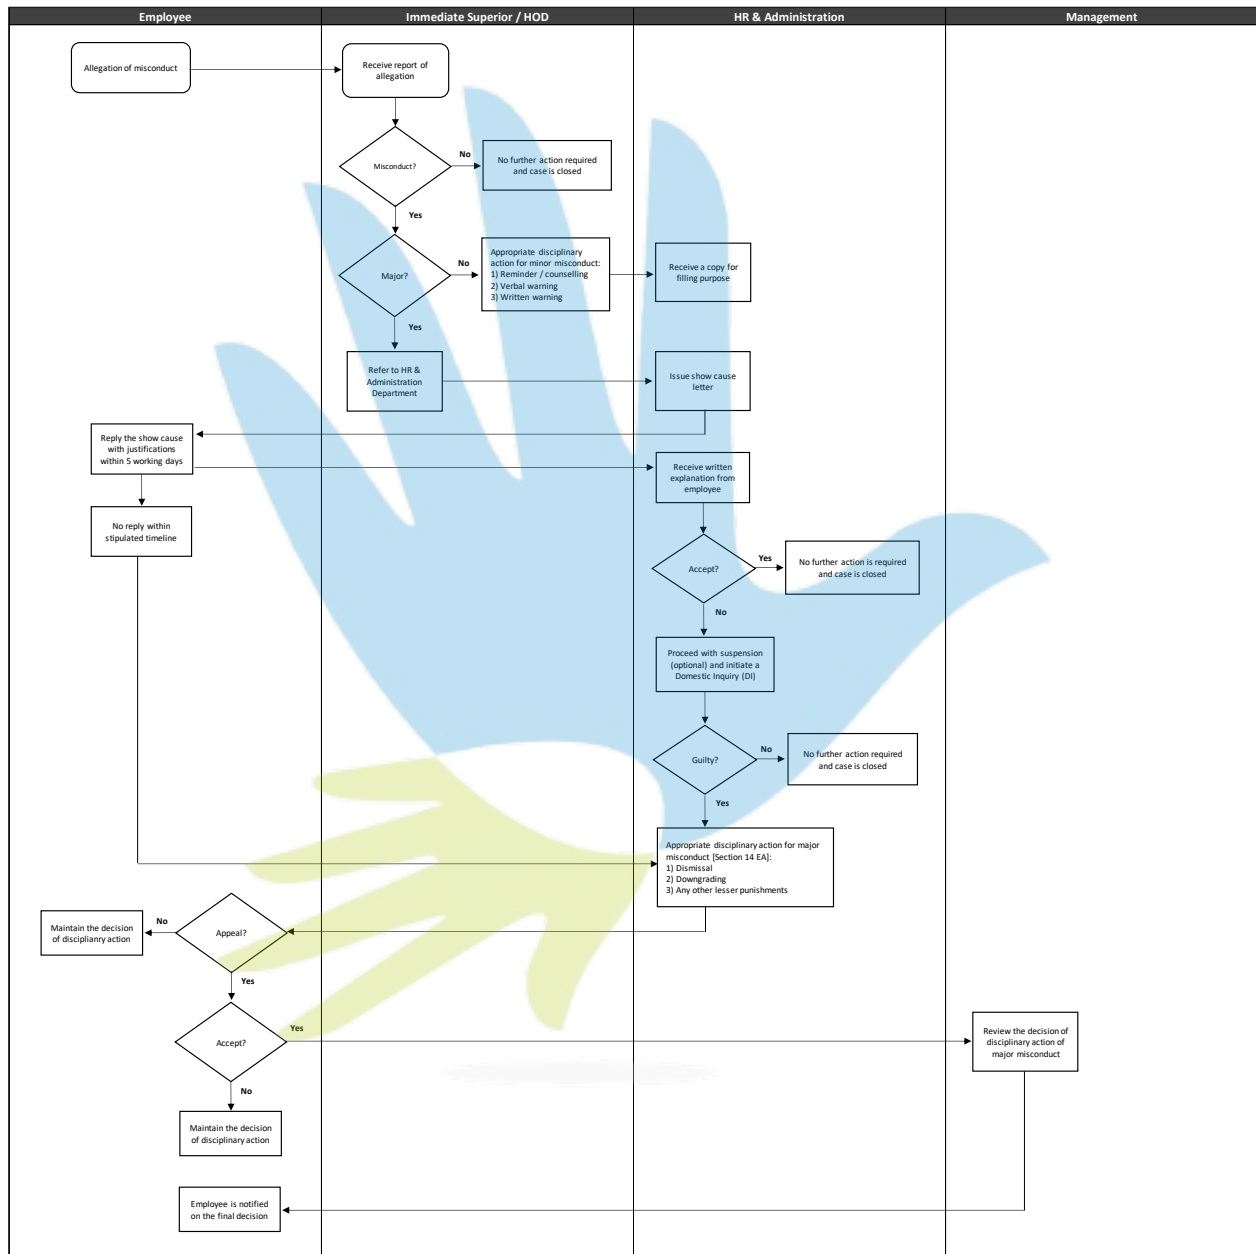 Employee
Immediate Superior / HOD
HR & Administration
Management
Allegation of misconduct
Receive report of
allegation
Misconduct?
No
No further action required
and case is closed
Yes
Major?
No
Appropriate disciplinary
action for minor misconduct:
1) Reminder / counselling
2) Verbal warning
3) Written warning
Receive a copy for
filling purpose
Yes
Refer to HR &
Administration
Department
Issue show cause
letter
Reply the show cause
with justifications
within 5 working days
Receive written
explanation from
employee
No reply within
stipulated timeline
Accept?
Yes
No further action is required
and case is closed
No
Proceed with suspension
(optional) and initiate a
Domestic Inquiry (DI)
Guilty?
No
No further action required
and case is closed
Yes
Appropriate disciplinary action for major
misconduct [Section 14 EA]:
1) Dismissal
2) Downgrading
3) Any other lesser punishments
Appeal?
No
Maintain the decision
of disciplianry action
Yes
Accept?
Yes
Review the decision of
disciplinary action of
major misconduct
No
Maintain the decision
of disciplinary action
Employee is notified
on the final decision